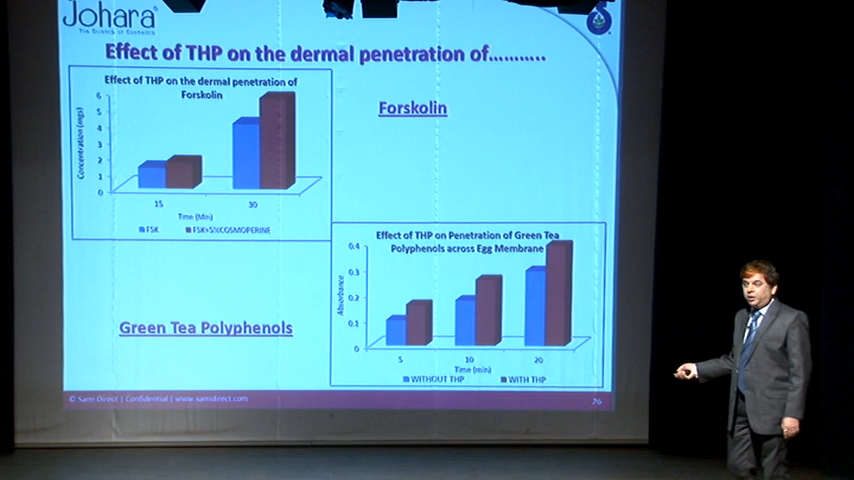 Johara®
The Science of Cosmetics
Effect of THP on the dermal penetration of...........
Effect of THP on the dermal penetration of
Forskolin
Concentration (mgs)
6
5
4
3
2
1
0
15 30
Time (Min)
FSK FSK+SNCOSMOPERINE
Forskolin
Effect of THP on Penetration of Green Tea
Polyphenols across Egg Membrane
Absorbance
0.4
0.3
0.2
0.1
0
5 10 20
Time (min)
WITHOUT THP WITH THP
Green Tea Polyphenols
© Sami Direct | Confidential | www.samidirect.com 26